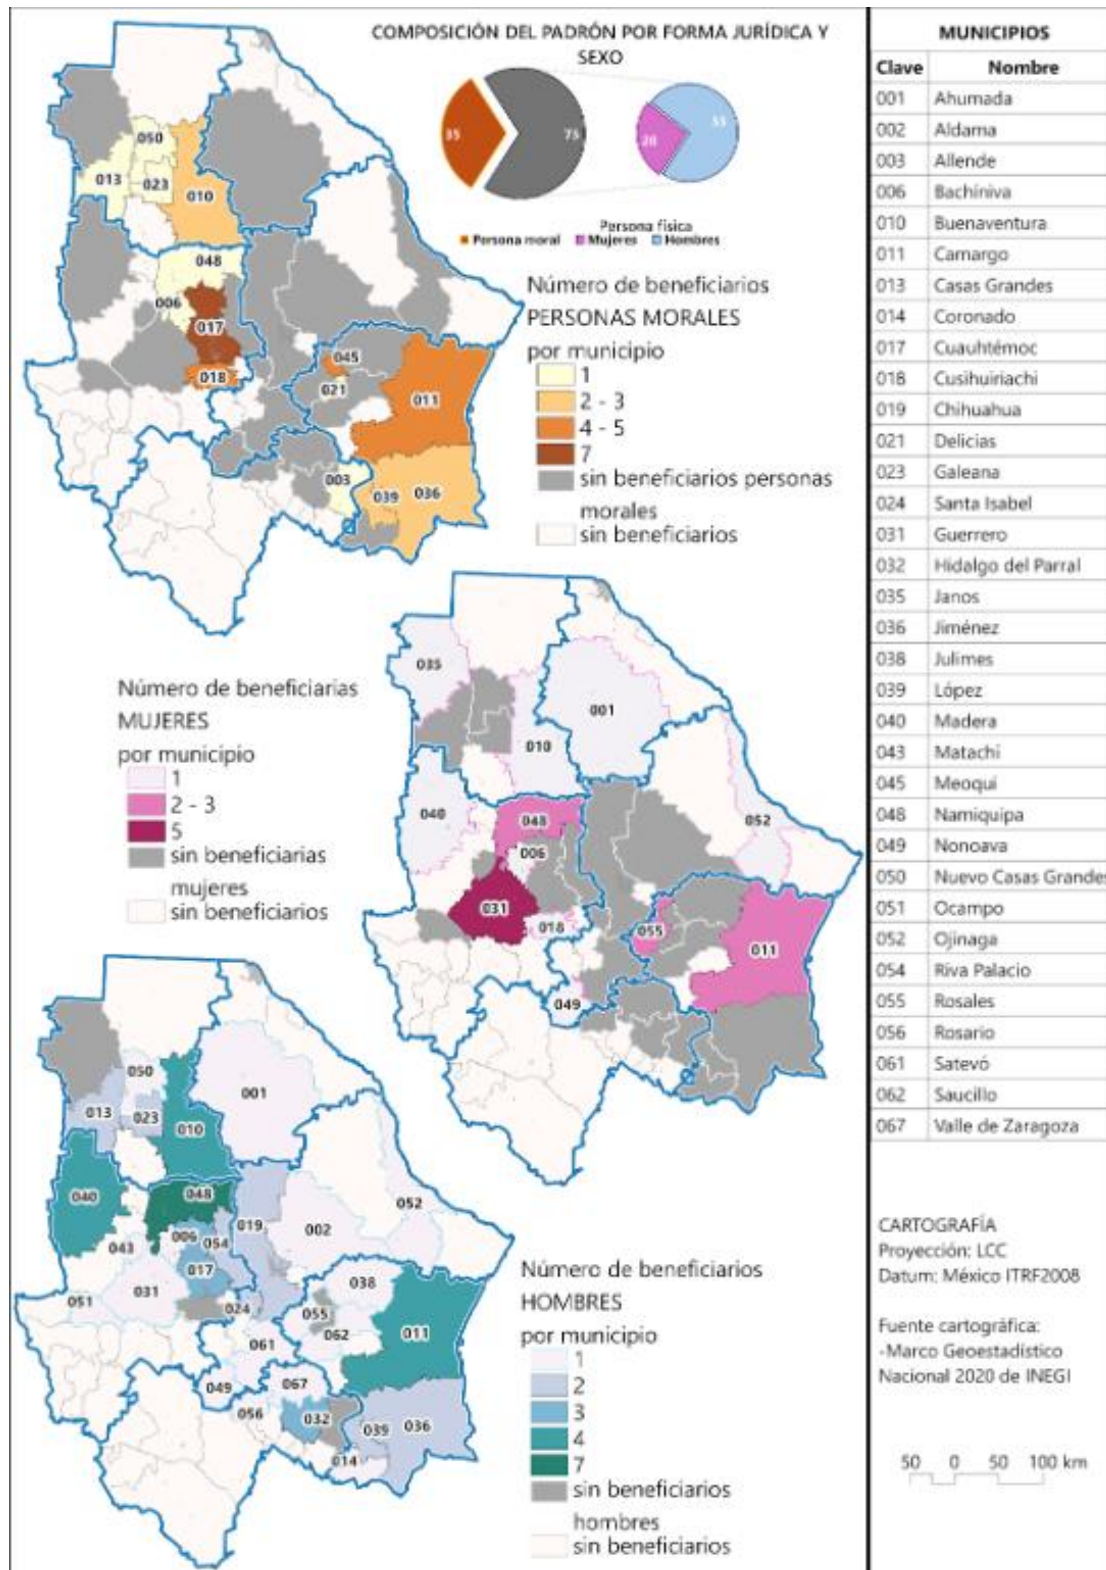 COMPOSICIÓN DEL PADRÓN POR FORMA JURÍDICA Y
SEXO
35
75
20
55
Persona física
Persona moral Mujeres Hombres
050
013
023
010
048
006
017
018
045
021
011
003
039
036
Número de beneficiarios
PERSONAS MORALES
por municipio
1
2 - 3
4 - 5
7
sin beneficiarios personas
morales
sin beneficiarios
Número de beneficiarias
MUJERES
por municipio
1
2 - 3
5
sin beneficiarias
mujeres
sin beneficiarios
035
001
010
040
048
052
006
031
018
055
011
049
050
001
013
023
010
040
048
052
019
002
043
006
054
017
031
038
051
024
055
062
011
061
049
067
056
032
039
036
014
Número de beneficiarios
HOMBRES
por municipio
1
2
3
4
7
sin beneficiarios
hombres
sin beneficiarios
MUNICIPIOS
Clave Nombre
001 Ahumada
002 Aldama
003 Allende
006 Bachíniva
010 Buenaventura
011 Camargo
013 Casas Grandes
014 Coronado
017 Cuauhtémoc
018 Cusihuiriachi
019 Chihuahua
021 Delicias
023 Galeana
024 Santa Isabel
031 Guerrero
032 Hidalgo del Parral
035 Janos
036 Jiménez
038 Julimes
039 López
040 Madera
043 Matachí
045 Meoqui
048 Namiquipa
049 Nonoava
050 Nuevo Casas Grandes
051 Ocampo
052 Ojinaga
054 Riva Palacio
055 Rosales
056 Rosario
061 Satevó
062 Saucillo
067 Valle de Zaragoza
CARTOGRAFÍA
Proyección: LCC
Datum: México ITRF2008
Fuente cartográfica:
-Marco Geoestadístico
Nacional 2020 de INEGI
50 0 50 100 km